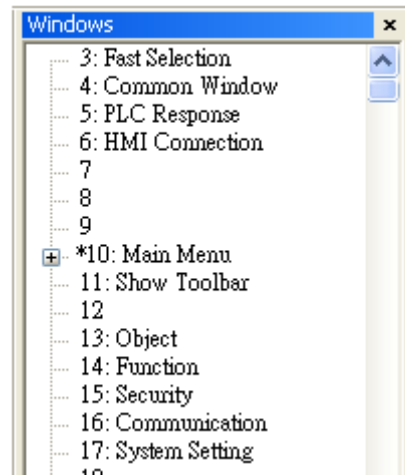 Windows
3: Fast Selection
4: Common Window
5: PLC Response
6: HMI Connection
7
8
9
*10: Main Menu
11: Show Toolbar
12
13: Object
14: Function
15: Security
16: Communication
17: System Setting